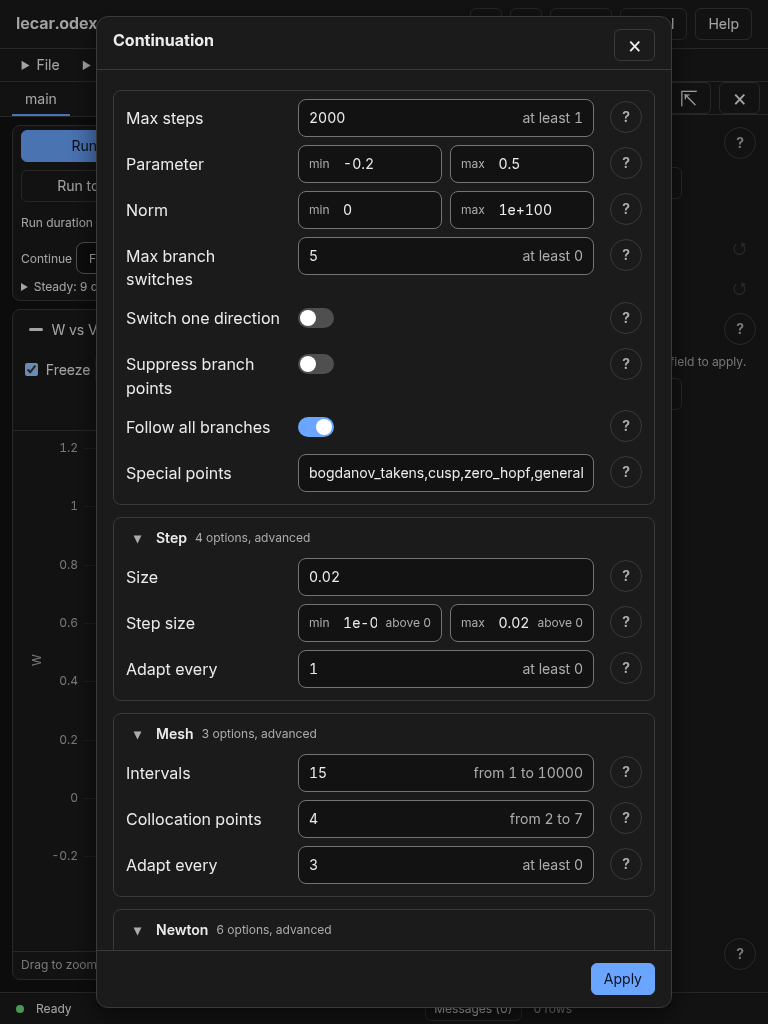 lecar.odex
Help
File
main
Run
Run to
Run duration
Continue
F
Steady: 9
W vs V
Freeze
1.2
1
0.8
0.6
0.4
0.2
0
-0.2
W
Drag to zoom
Ready
Messages (0)
0 rows
field to apply.
?
?
?
Continuation
×
Max steps 2000 at least 1 ?
Parameter min -0.2 max 0.5 ?
Norm min 0 max 1e+100 ?
Max branch switches 5 at least 0 ?
Switch one direction ?
Suppress branch points ?
Follow all branches ?
Special points bogdanov_takens,cusp,zero_hopf,general ?
▼ Step 4 options, advanced
Size 0.02 ?
Step size min 1e-0 above 0 max 0.02 above 0 ?
Adapt every 1 at least 0 ?
▼ Mesh 3 options, advanced
Intervals 15 from 1 to 10000 ?
Collocation points 4 from 2 to 7 ?
Adapt every 3 at least 0 ?
▼ Newton 6 options, advanced
Apply